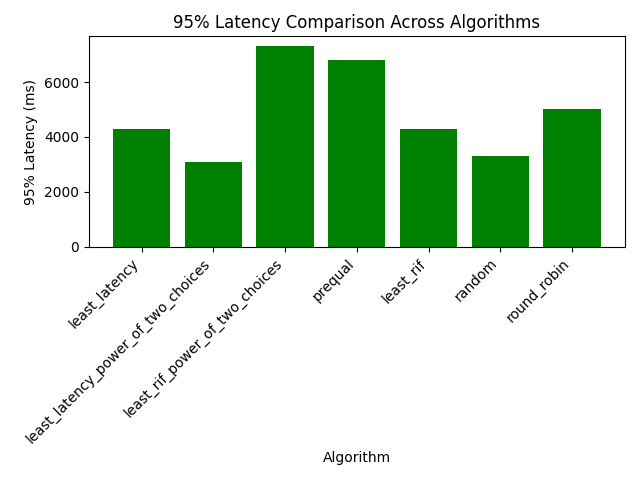 95% Latency Comparison Across Algorithms
95% Latency (ms)
6000
4000
2000
0
least_latency
least_latency_power_of_two_choices
least_rif_power_of_two_choices
prequal
least_rif
random
round_robin
Algorithm